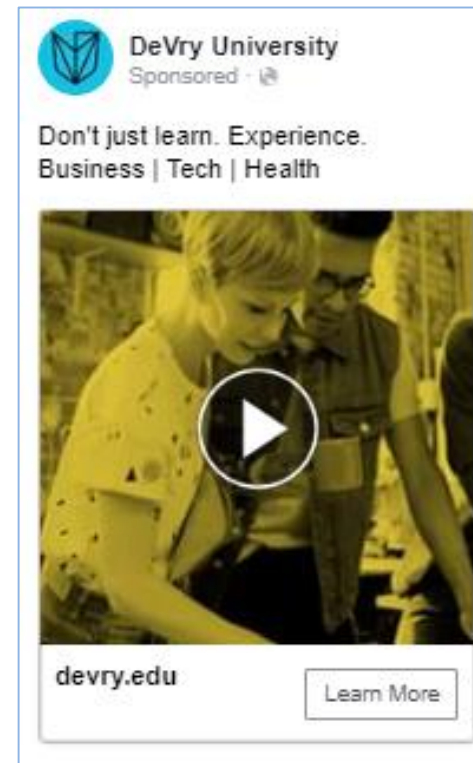 DeVry University
Sponsored ·
Don't just learn. Experience.
Business | Tech | Health
devry.edu
Learn More